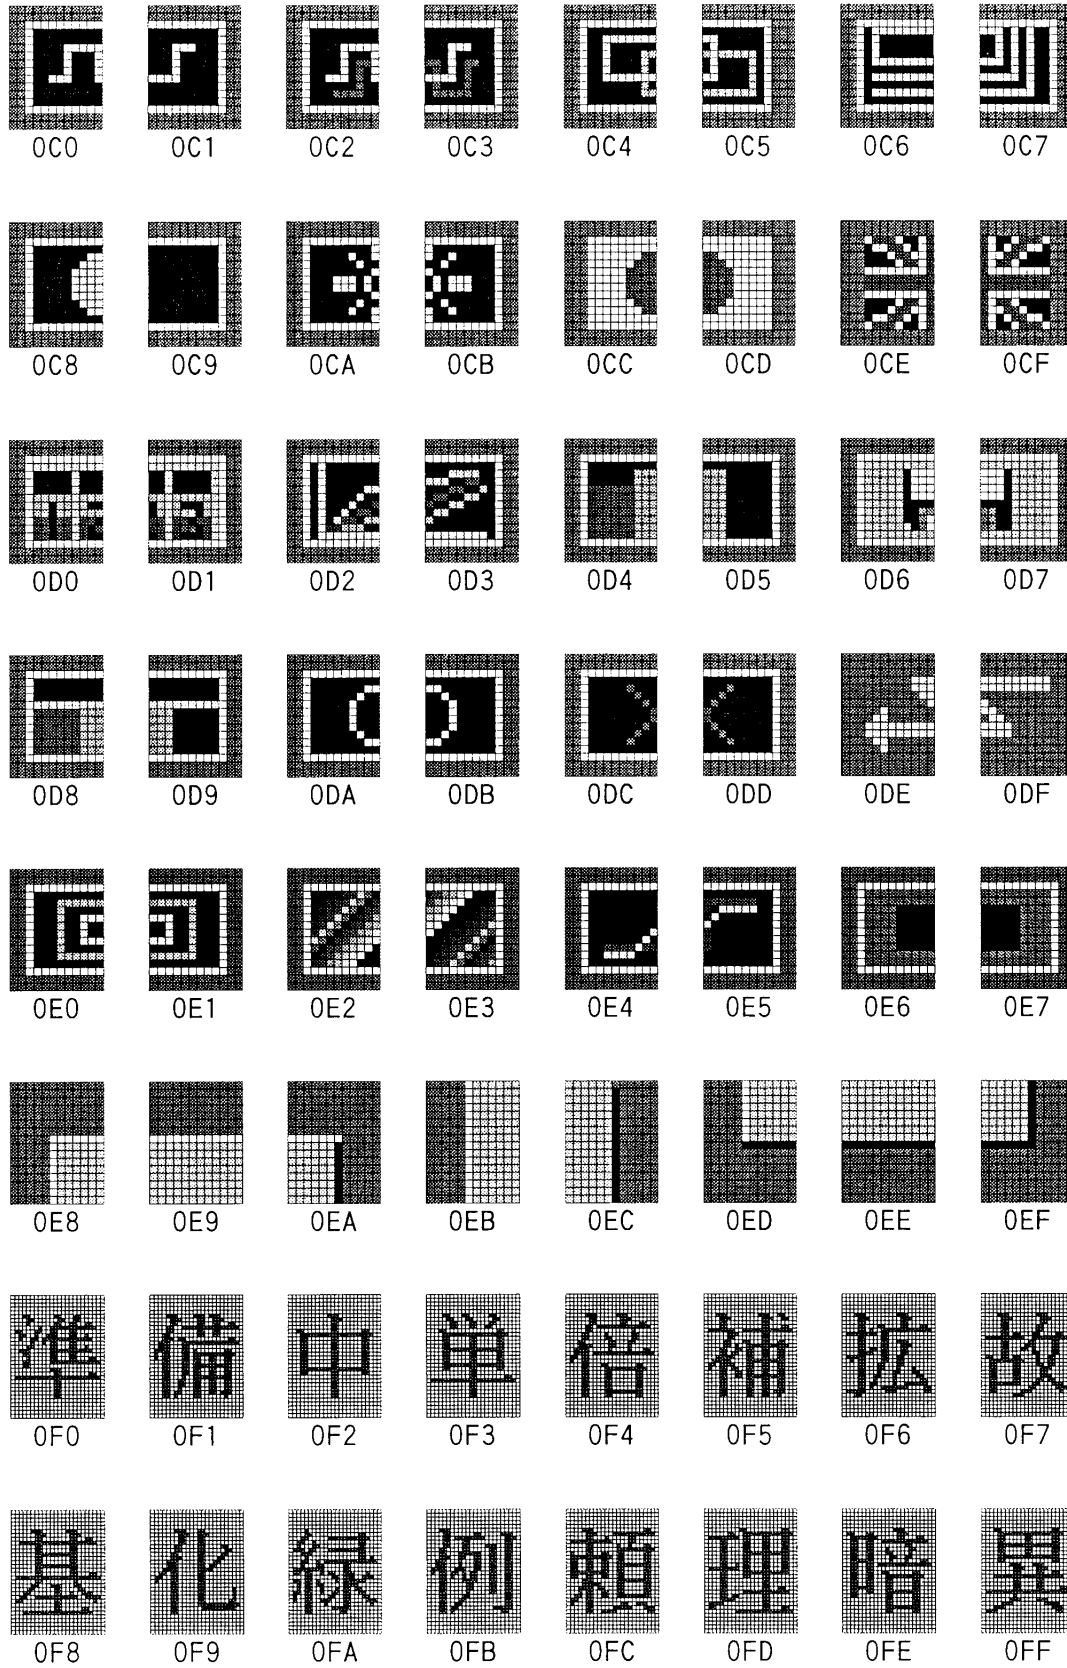 0C0 0C1 0C2 0C3 0C4 0C5 0C6 0C7
0C8 0C9 0CA 0CB 0CC 0CD 0CE 0CF
0D0 0D1 0D2 0D3 0D4 0D5 0D6 0D7
0D8 0D9 0DA 0DB 0DC 0DD 0DE 0DF
0E0 0E1 0E2 0E3 0E4 0E5 0E6 0E7
0E8 0E9 0EA 0EB 0EC 0ED 0EE 0EF
準 備 中 単 倍 補 拡 故
0F0 0F1 0F2 0F3 0F4 0F5 0F6 0F7
基 化 緑 例 頼 理 暗 異
0F8 0F9 0FA 0FB 0FC 0FD 0FE 0FF